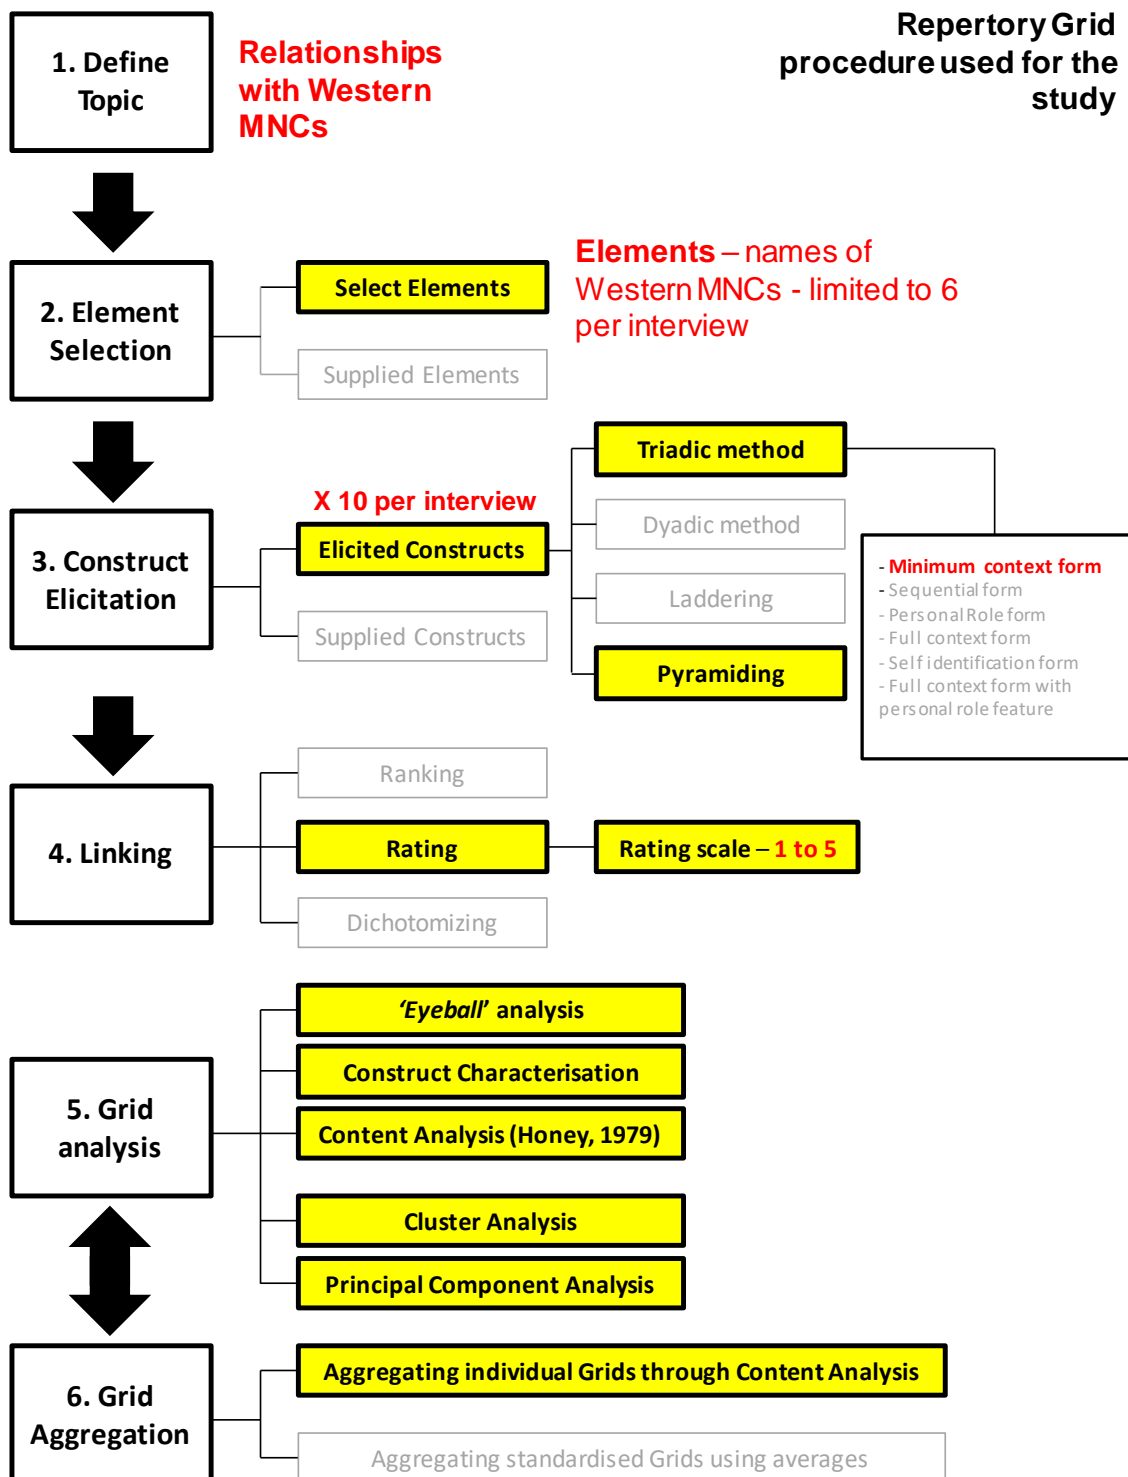 1. Define
Topic
Relationships
with Western
MNCs
Repertory Grid
procedure used for the
study
2. Element
Selection
Select Elements
Supplied Elements
Elements – names of
Western MNCs - limited to 6
per interview
3. Construct
Elicitation
X 10 per interview
Elicited Constructs
Supplied Constructs
Triadic method
Dyadic method
Laddering
Pyramiding
- Minimum context form
- Sequential form
- Personal Role form
- Full context form
- Self identification form
- Full context form with
personal role feature
4. Linking
Ranking
Rating
Dichotomizing
Rating scale – 1 to 5
5. Grid
analysis
‘Eyeball’ analysis
Construct Characterisation
Content Analysis (Honey, 1979)
Cluster Analysis
Principal Component Analysis
6. Grid
Aggregation
Aggregating individual Grids through Content Analysis
Aggregating standardised Grids using averages